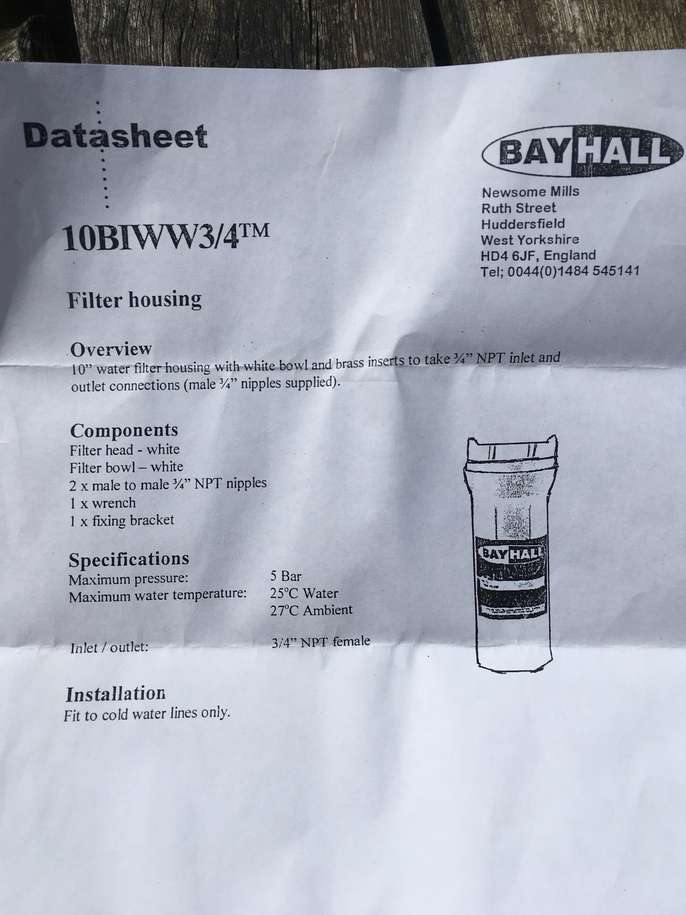 Datasheet
BAYHALL
Newsome Mills
Ruth Street
Huddersfield
West Yorkshire
HD4 6JF, England
Tel; 0044(0)1484 545141
10BIWW3/4™
Filter housing
Overview
10” water filter housing with white bowl and brass inserts to take ¾” NPT inlet and
outlet connections (male ¾” nipples supplied).
Components
Filter head - white
Filter bowl – white
2 x male to male ¾” NPT nipples
1 x wrench
1 x fixing bracket
Specifications
Maximum pressure: 5 Bar
Maximum water temperature: 25°C Water
27°C Ambient
Inlet / outlet: 3/4” NPT female
BAYHALL
Installation
Fit to cold water lines only.